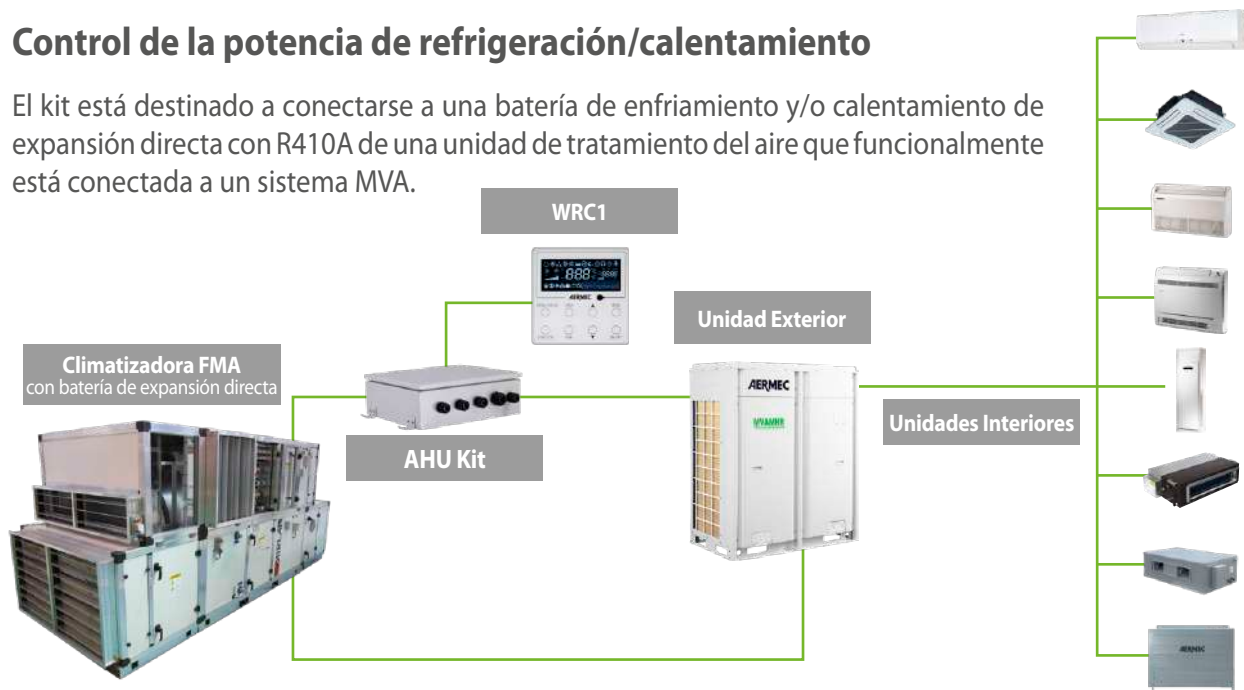 Control de la potencia de refrigeración/calentamiento
El kit está destinado a conectarse a una batería de enfriamiento y/o calentamiento de
expansión directa con R410A de una unidad de tratamiento del aire que funcionalmente
está conectada a un sistema MVA.
WRC1
AERMEC
Unidad Exterior
Climatizadora FMA
con batería de expansión directa
AERMEC
Unidades Interiores
AHU Kit
AERMEC